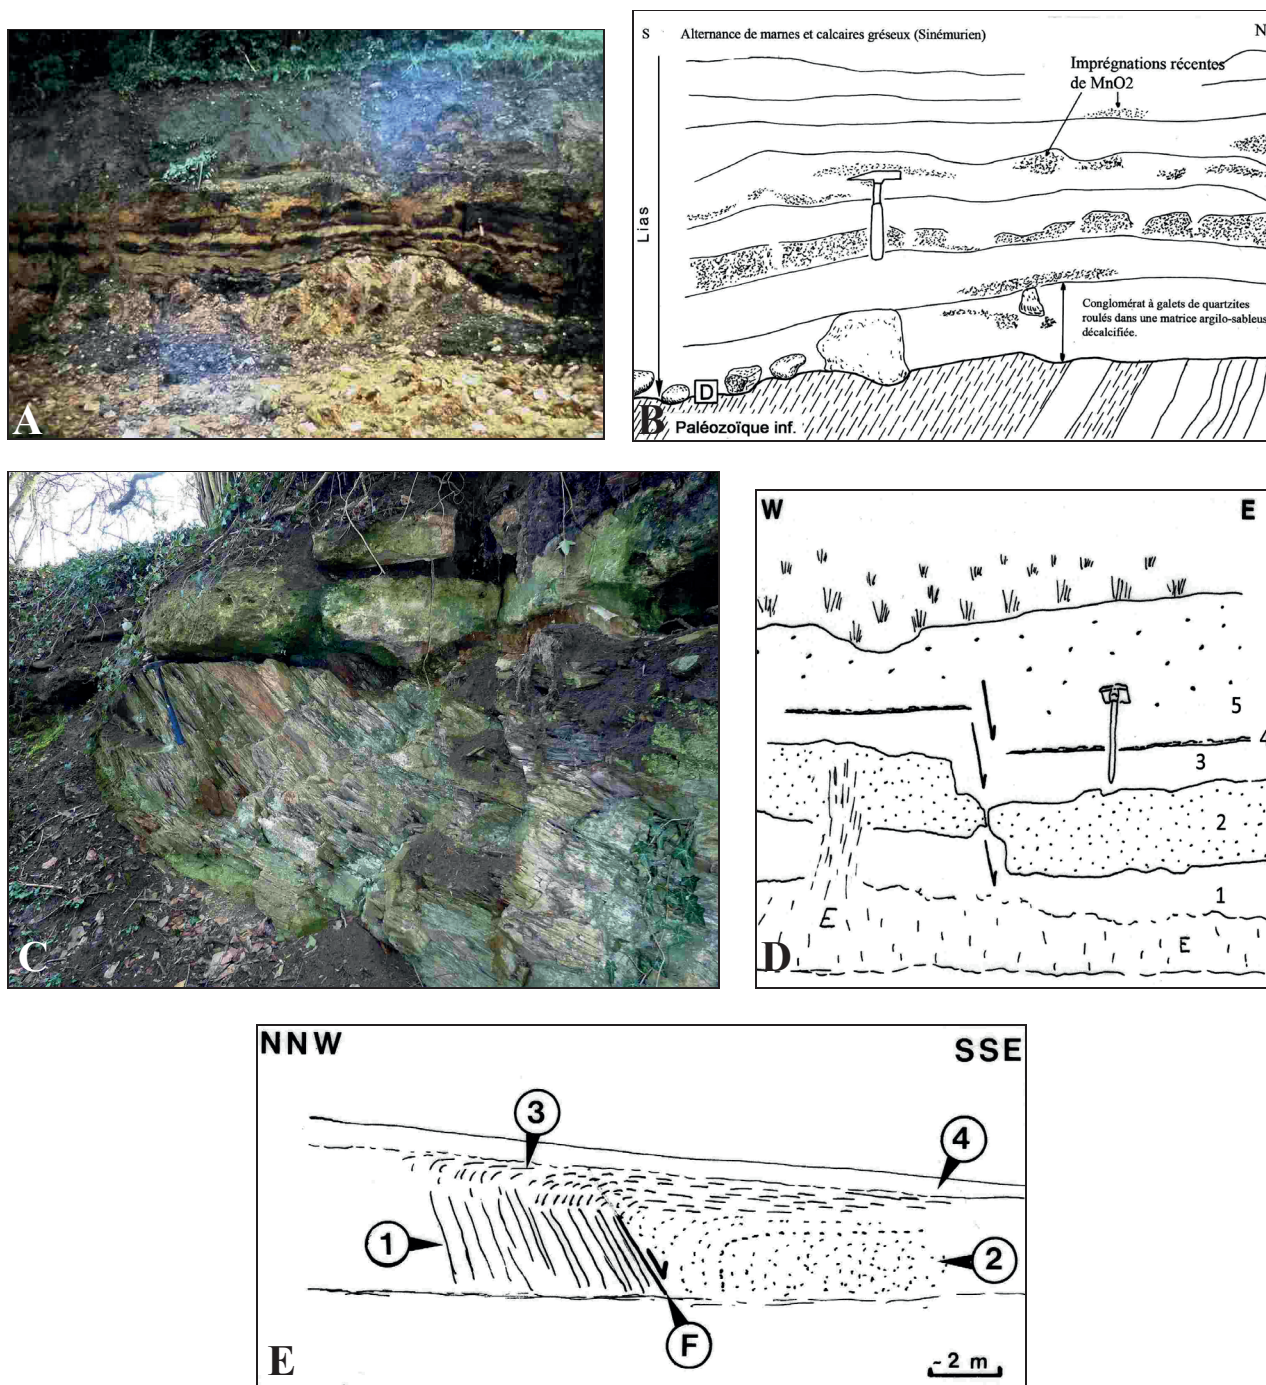 A
S
Alternance de marnes et calcaires gréseux (Sinémurien)
N
Imprégnations récentes
de MnO2
Lias
Conglomérat à galets de quartzites
roulés dans une matrice argilo-sableus
décalcifiée.
D
B
Paléozoïque inf.
C
W
E
5
4
3
2
1
E
E
D
NNW
SSE
3
4
1
2
F
E
~2 m